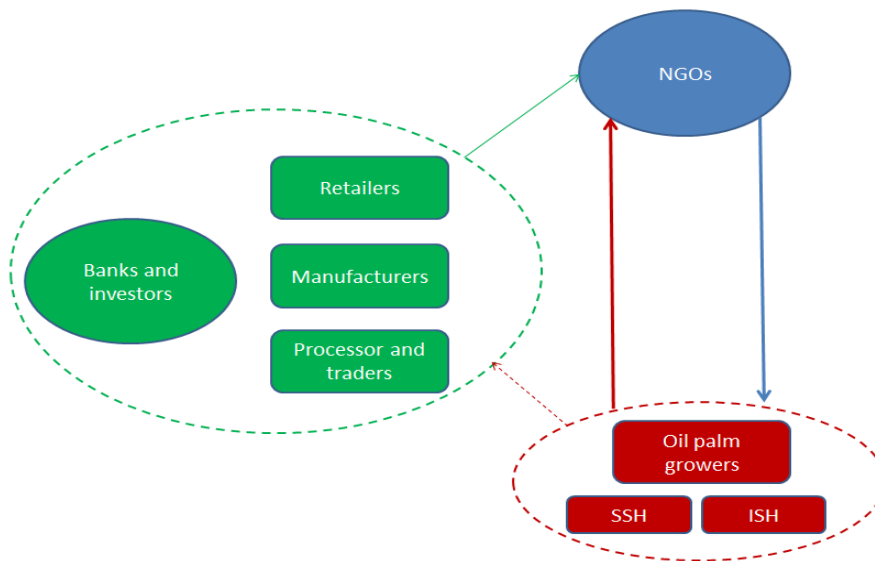 NGOs
Retailers
Banks and
investors
Manufacturers
Processor and
traders
Oil palm
growers
SSH
ISH